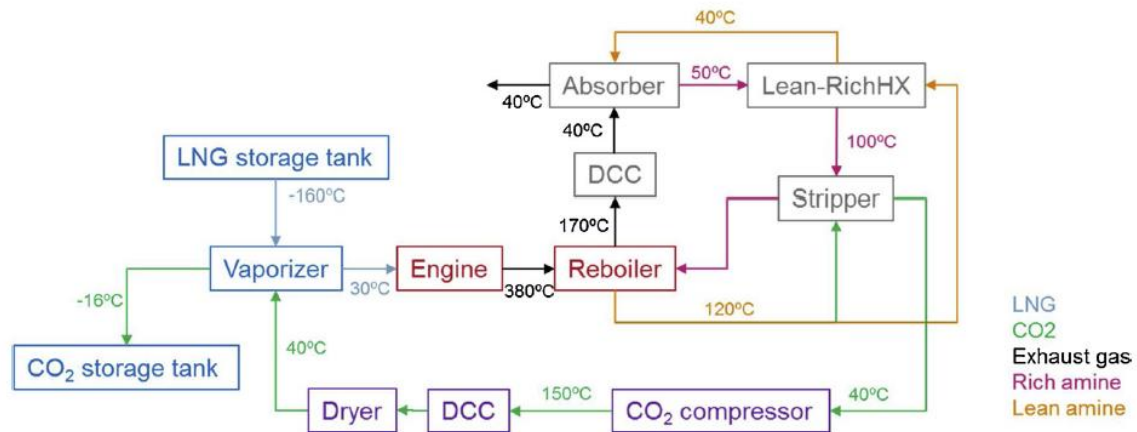 40ºC
Absorber
50ºC
Lean-RichHX
40ºC
40ºC
100ºC
LNG storage tank
DCC
Stripper
-160ºC
170ºC
Vaporizer
30ºC
Engine
380ºC
Reboiler
-16ºC
120ºC
LNG
CO2
Exhaust gas
Rich amine
Lean amine
CO₂ storage tank
40ºC
Dryer
DCC
150ºC
CO₂ compressor
40ºC